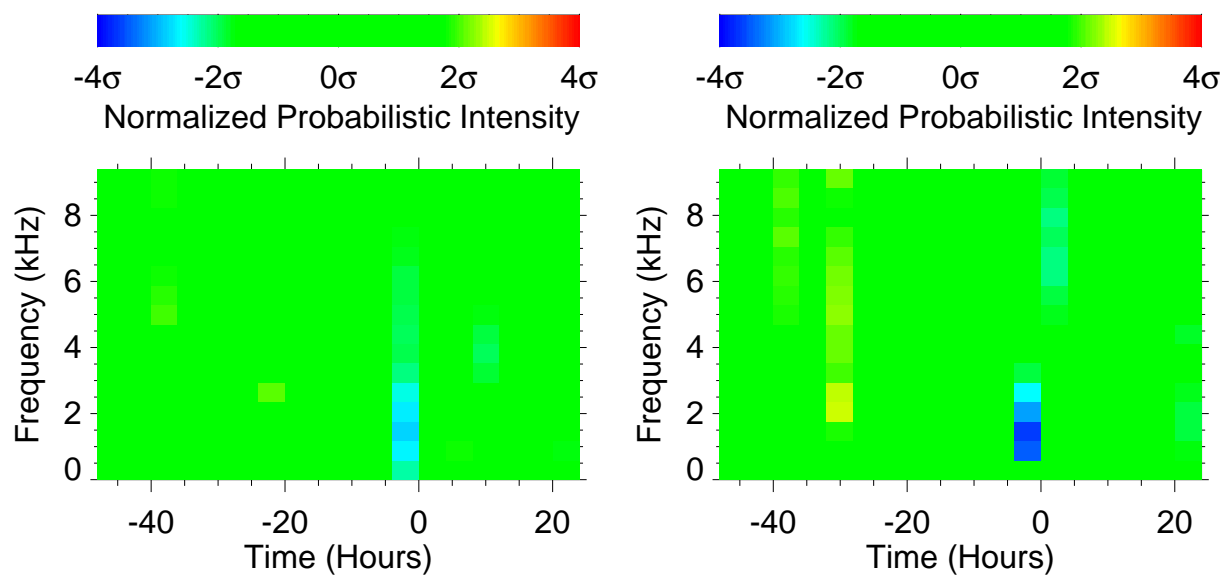 -4σ -2σ 0σ 2σ 4σ
Normalized Probabilistic Intensity
Frequency (kHz)
8
6
4
2
0
-40 -20 0 20
Time (Hours)
-4σ -2σ 0σ 2σ 4σ
Normalized Probabilistic Intensity
Frequency (kHz)
8
6
4
2
0
-40 -20 0 20
Time (Hours)